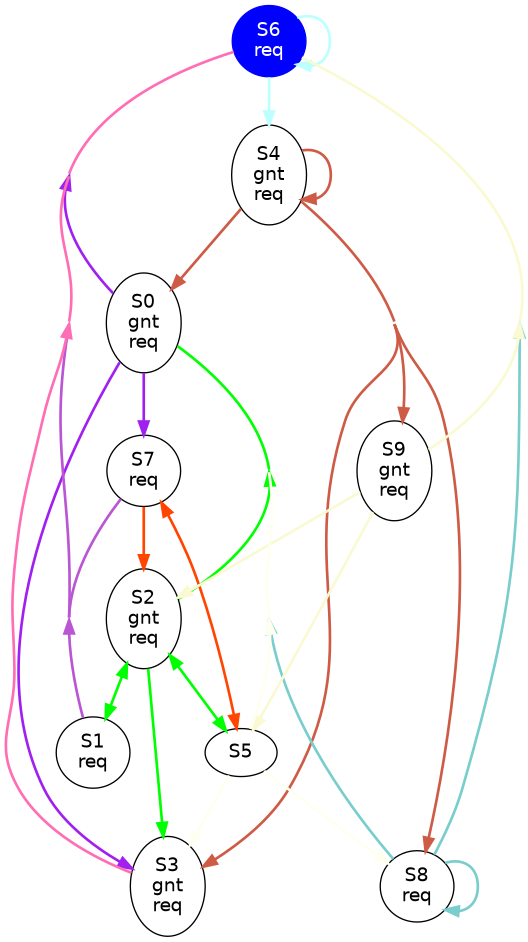 S6
req
S4
gnt
req
S0
gnt
req
S7
req
S9
gnt
req
S2
gnt
req
S1
req
S5
S3
gnt
req
S8
req